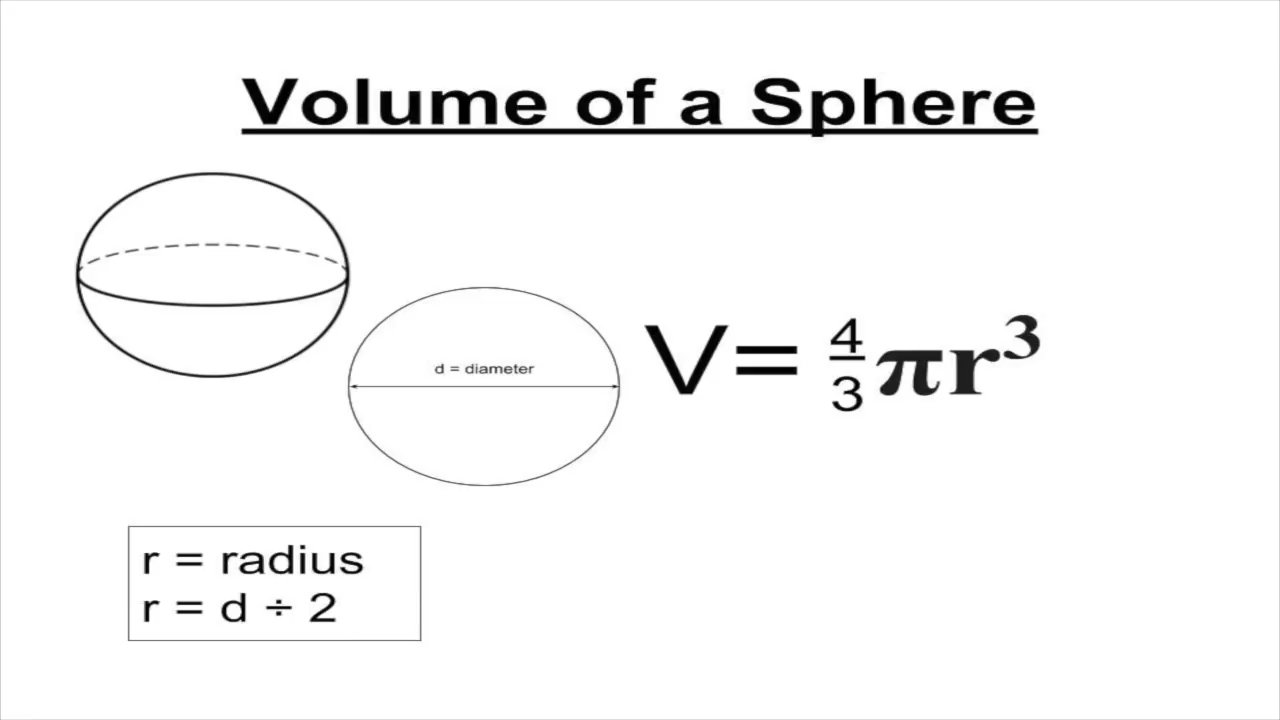 Volume of a Sphere
d = diameter
V= 4/3 πr³
r = radius
r = d ÷ 2